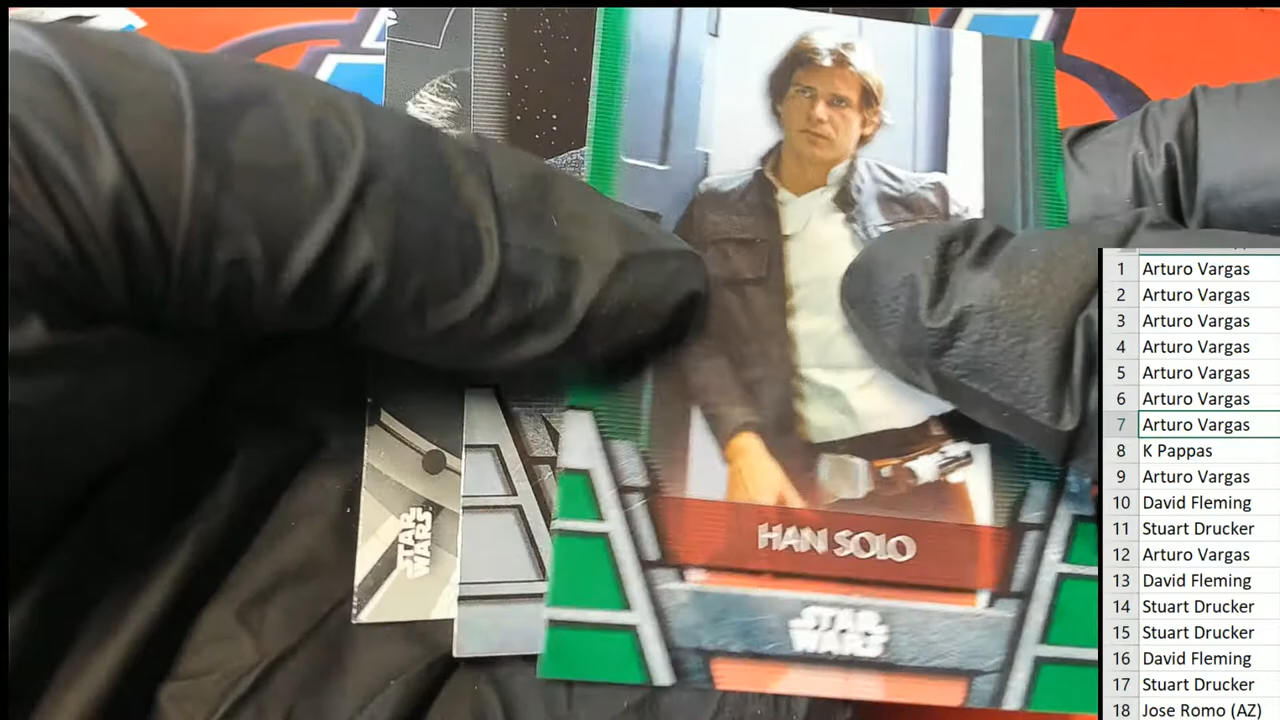 HAN SOLO
STAR
WARS
STAR
WARS
1 Arturo Vargas
2 Arturo Vargas
3 Arturo Vargas
4 Arturo Vargas
5 Arturo Vargas
6 Arturo Vargas
7 Arturo Vargas
8 K Pappas
9 Arturo Vargas
10 David Fleming
11 Stuart Drucker
12 Arturo Vargas
13 David Fleming
14 Stuart Drucker
15 Stuart Drucker
16 David Fleming
17 Stuart Drucker
18 Jose Romo (AZ)